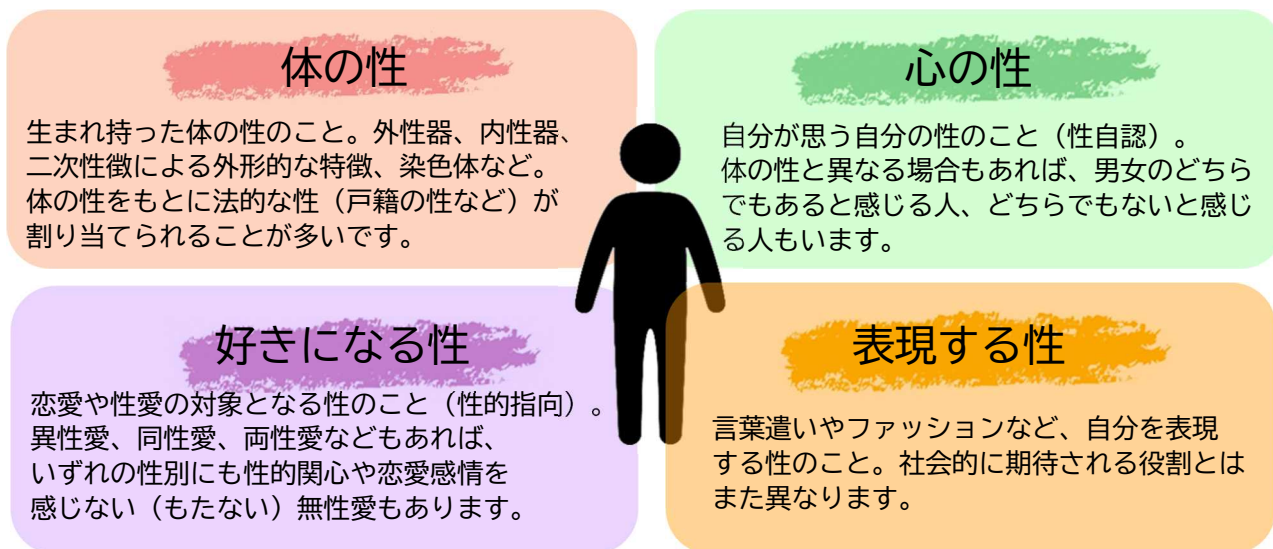 体の性
生まれ持った体の性のこと。外性器、内性器、
二次性徴による外形的な特徴、染色体など。
体の性をもとに法的な性（戸籍の性など）が
割り当てられることが多いです。
心の性
自分が思う自分の性のこと（性自認）。
体の性と異なる場合もあれば、男女のどちら
でもあると感じる人、どちらでもないと感じ
る人もいます。
好きになる性
恋愛や性愛の対象となる性のこと（性的指向）。
異性愛、同性愛、両性愛などもあれば、
いずれの性別にも性的関心や恋愛感情を
感じない（もたない）無性愛もあります。
表現する性
言葉遣いやファッションなど、自分を表現
する性のこと。社会的に期待される役割とは
また異なります。